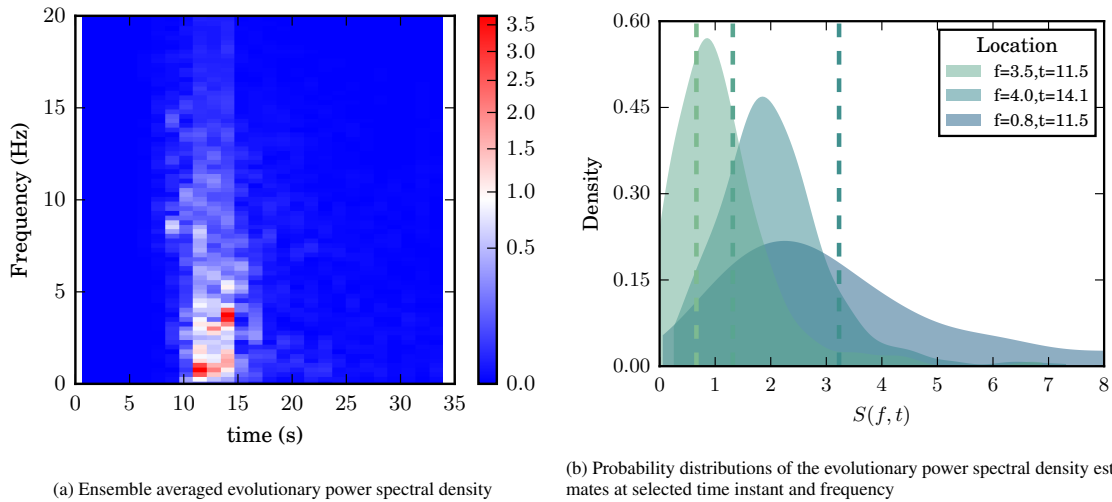 20
15
10
5
0
Frequency (Hz)
0 5 10 15 20 25 30 35
time (s)
3.5
3.0
2.5
2.0
1.5
1.0
0.5
0.0
(a) Ensemble averaged evolutionary power spectral density
0.60
0.45
0.30
0.15
0.00
Density
0 1 2 3 4 5 6 7 8
S(f, t)
Location
f=3.5,t=11.5
f=4.0,t=14.1
f=0.8,t=11.5
(b) Probability distributions of the evolutionary power spectral density est
mates at selected time instant and frequency